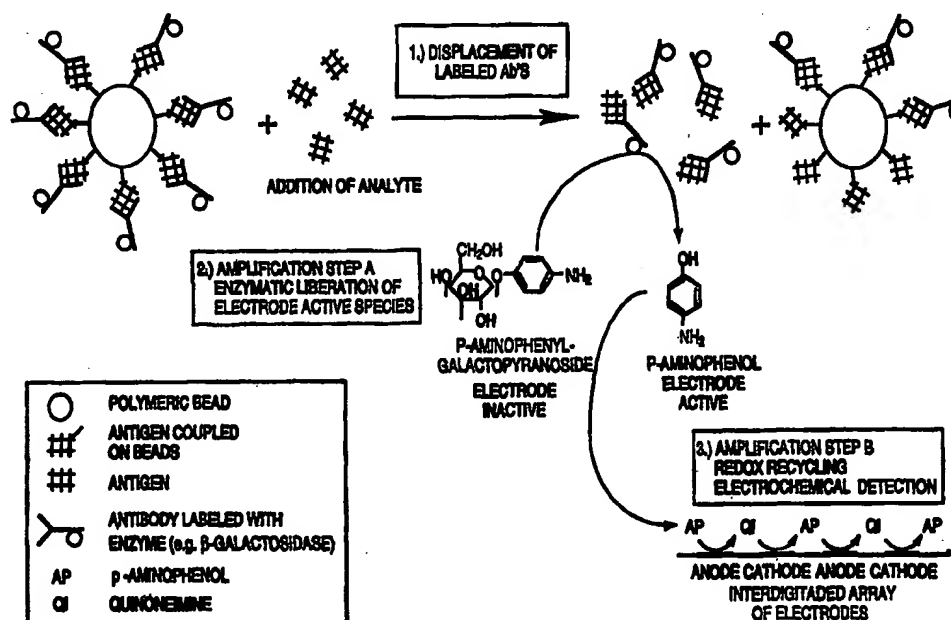 1.) DISPLACEMENT OF
LABELED Ab'S
+
+
ADDITION OF ANALYTE
2.) AMPLIFICATION STEP A
ENZYMATIC LIBERATION OF
ELECTRODE ACTIVE SPECIES
CH₂OH
HO
O
O
NH₂
OH
OH
NH₂
P-AMINOPHENYL-
GALACTOPYRANOSIDE
ELECTRODE
INACTIVE
P-AMINOPHENOL
ELECTRODE
ACTIVE
POLYMERIC BEAD
ANTIGEN COUPLED
ON BEADS
ANTIGEN
ANTIBODY LABELED WITH
ENZYME (e.g. β-GALACTOSIDASE)
AP p-AMINOPHENOL
QI QUINONEIMINE
3.) AMPLIFICATION STEP B
REDOX RECYCLING
ELECTROCHEMICAL DETECTION
AP QI AP QI AP
ANODE CATHODE ANODE CATHODE
INTERDIGITADED ARRAY
OF ELECTRODES